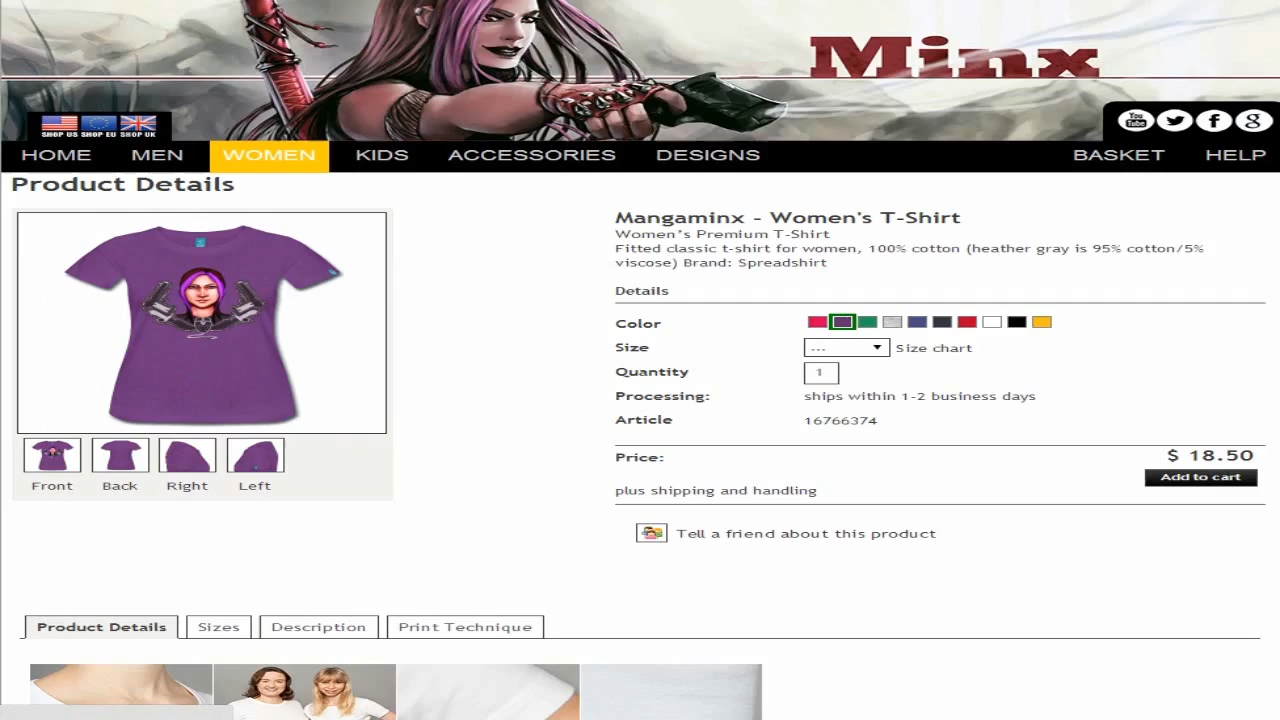 Minx
SHOP US SHOP EU SHOP UK
You Tube
HOME MEN WOMEN KIDS ACCESSORIES DESIGNS BASKET HELP
Product Details
Mangaminx - Women's T-Shirt
Women’s Premium T-Shirt
Fitted classic t-shirt for women, 100% cotton (heather gray is 95% cotton/5%
viscose) Brand: Spreadshirt
Details
Color
Size --- Size chart
Quantity 1
Processing: ships within 1-2 business days
Article 16766374
Price: $ 18.50
Add to cart
plus shipping and handling
Tell a friend about this product
Front Back Right Left
Product Details Sizes Description Print Technique